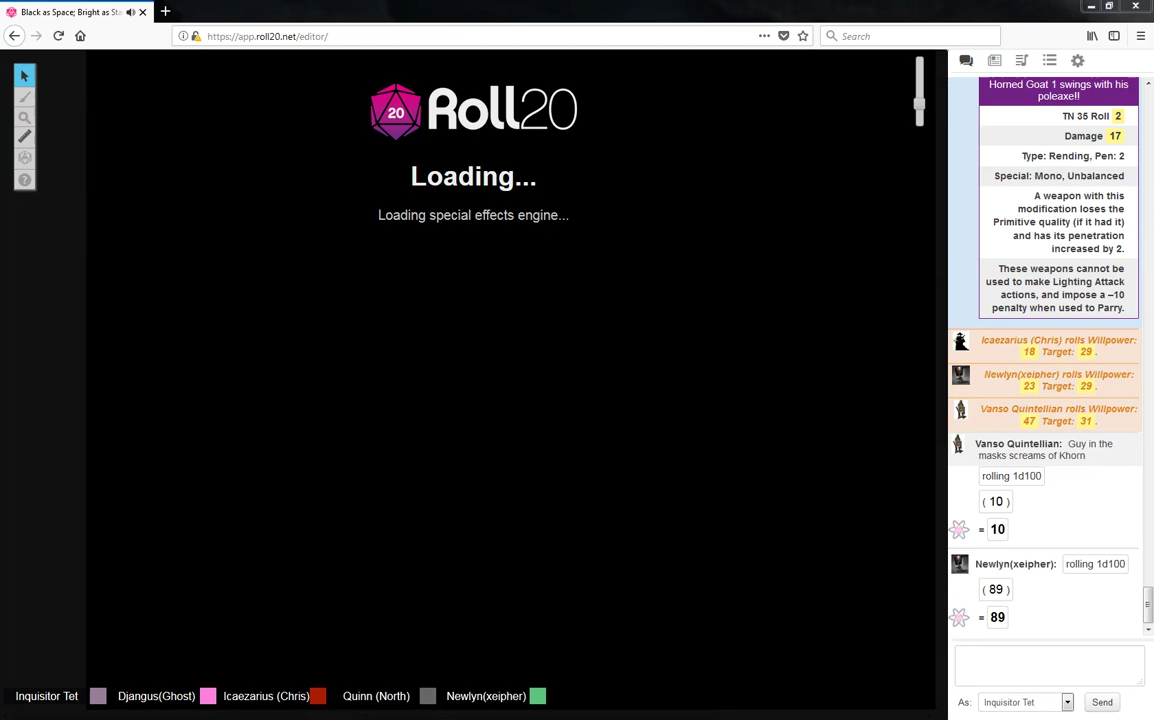 Black as Space; Bright as Sta
https://app.roll20.net/editor/
Search
20
Roll20
Loading...
Loading special effects engine...
Horned Goat 1 swings with his
poleaxe!!
TN 35 Roll 2
Damage 17
Type: Rending, Pen: 2
Special: Mono, Unbalanced
A weapon with this
modification loses the
Primitive quality (if it had it)
and has its penetration
increased by 2.
These weapons cannot be
used to make Lighting Attack
actions, and impose a –10
penalty when used to Parry.
Icaezarius (Chris) rolls Willpower:
18 Target: 29 .
Newlyn(xeipher) rolls Willpower:
23 Target: 29 .
Vanso Quintellian rolls Willpower:
47 Target: 31 .
Vanso Quintellian: Guy in the
masks screams of Khorn
rolling 1d100
( 10 )
= 10
Newlyn(xeipher): rolling 1d100
( 89 )
= 89
As: Inquisitor Tet Send
Inquisitor Tet Djangus(Ghost) Icaezarius (Chris) Quinn (North) Newlyn(xeipher)